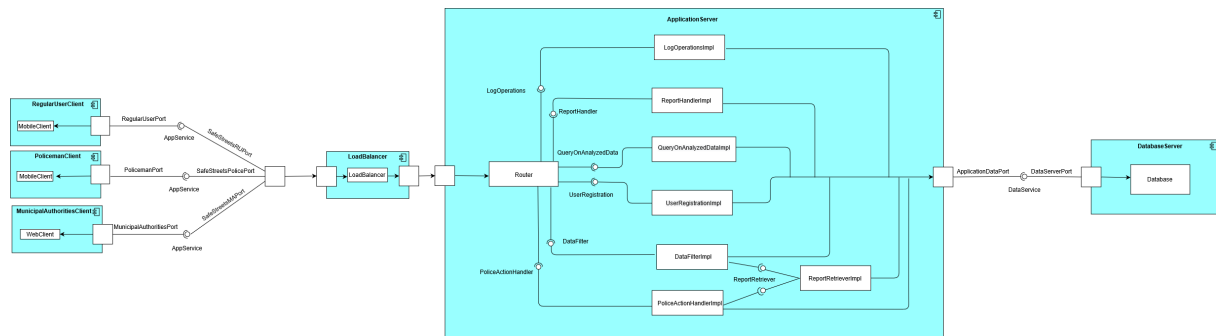 ApplicationServer
LogOperationsImpl
LogOperations
ReportHandlerImpl
ReportHandler
RegularUserClient
MobileClient
RegularUserPort
AppService
SafeStreetsRUPort
PolicemanClient
MobileClient
PolicemanPort
AppService
SafeStreetsPolicePort
MunicipalAuthoritiesClient
WebClient
MunicipalAuthoritiesPort
AppService
SafeStreetsMAPort
LoadBalancer
LoadBalancer
Router
QueryOnAnalyzedData
QueryOnAnalyzedDataImpl
UserRegistration
UserRegistrationImpl
DataFilter
DataFilterImpl
PoliceActionHandler
PoliceActionHandlerImpl
ReportRetriever
ReportRetrieverImpl
ApplicationDataPort
DataServerPort
DataService
DatabaseServer
Database